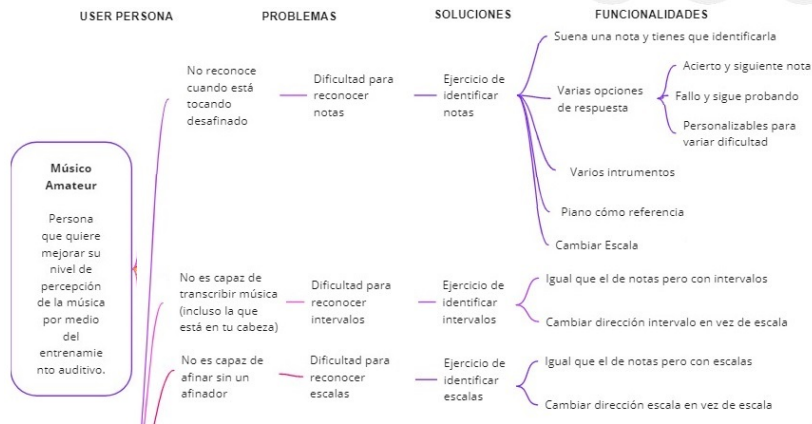 USER PERSONA
PROBLEMAS
SOLUCIONES
FUNCIONALIDADES
Músico
Amateur
Persona
que quiere
mejorar su
nivel de
percepción
de la música
por medio
del
entrenamie
nto auditivo.
No reconoce
cuando está
tocando
desafinado
Dificultad para
reconocer
notas
Ejercicio de
identificar
notas
Suena una nota y tienes que identificarla
Varias opciones
de respuesta
Acierto y siguiente nota
Fallo y sigue probando
Personalizables para
variar dificultad
Varios intrumentos
Piano cómo referencia
Cambiar Escala
No es capaz de
transcribir música
(incluso la que
está en tu cabeza)
Dificultad para
reconocer
intervalos
Ejercicio de
identificar
intervalos
Igual que el de notas pero con intervalos
Cambiar dirección intervalo en vez de escala
No es capaz de
afinar sin un
afinador
Dificultad para
reconocer
escalas
Ejercicio de
identificar
escalas
Igual que el de notas pero con escalas
Cambiar dirección escala en vez de escala